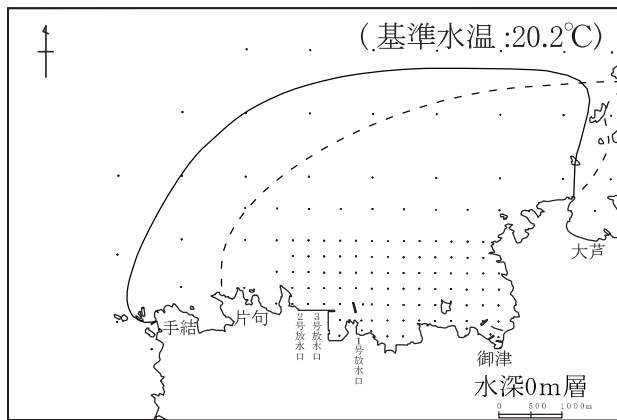 (基準水温:20.2℃)
大芦
手結
片句
2号放水口
3号放水口
1号放水口
御津
水深0m層
0 500 1000m